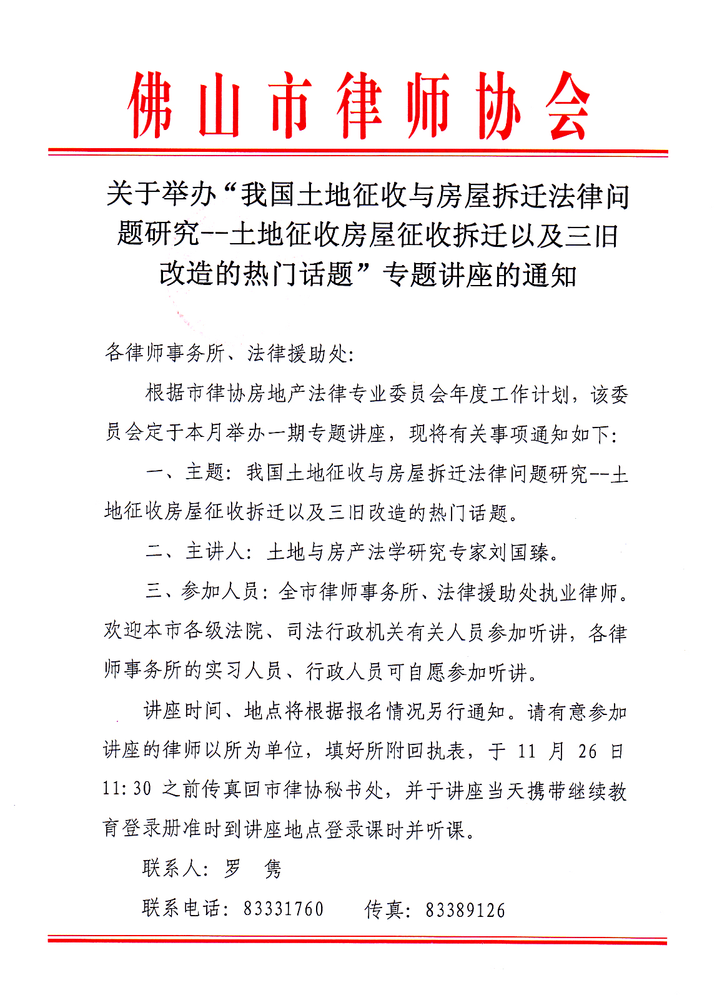 佛山市律师协会
关于举办“我国土地征收与房屋拆迁法律问
题研究--土地征收房屋征收拆迁以及三旧
改造的热门话题”专题讲座的通知
各律师事务所、法律援助处：
根据市律协房地产法律专业委员会年度工作计划，该委
员会定于本月举办一期专题讲座，现将有关事项通知如下：
一、主题：我国土地征收与房屋拆迁法律问题研究--土
地征收房屋征收拆迁以及三旧改造的热门话题。
二、主讲人：土地与房产法学研究专家刘国臻。
三、参加人员：全市律师事务所、法律援助处执业律师。
欢迎本市各级法院、司法行政机关有关人员参加听讲，各律
师事务所的实习人员、行政人员可自愿参加听讲。
讲座时间、地点将根据报名情况另行通知。请有意参加
讲座的律师以所为单位，填好所附回执表，于 11 月 26 日
11:30 之前传真回市律协秘书处，并于讲座当天携带继续教
育登录册准时到讲座地点登录课时并听课。
联系人：罗　隽
联系电话：83331760　　传真：83389126